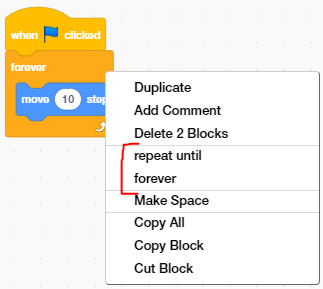 when clicked
forever
move 10 step
Duplicate
Add Comment
Delete 2 Blocks
repeat until
forever
Make Space
Copy All
Copy Block
Cut Block